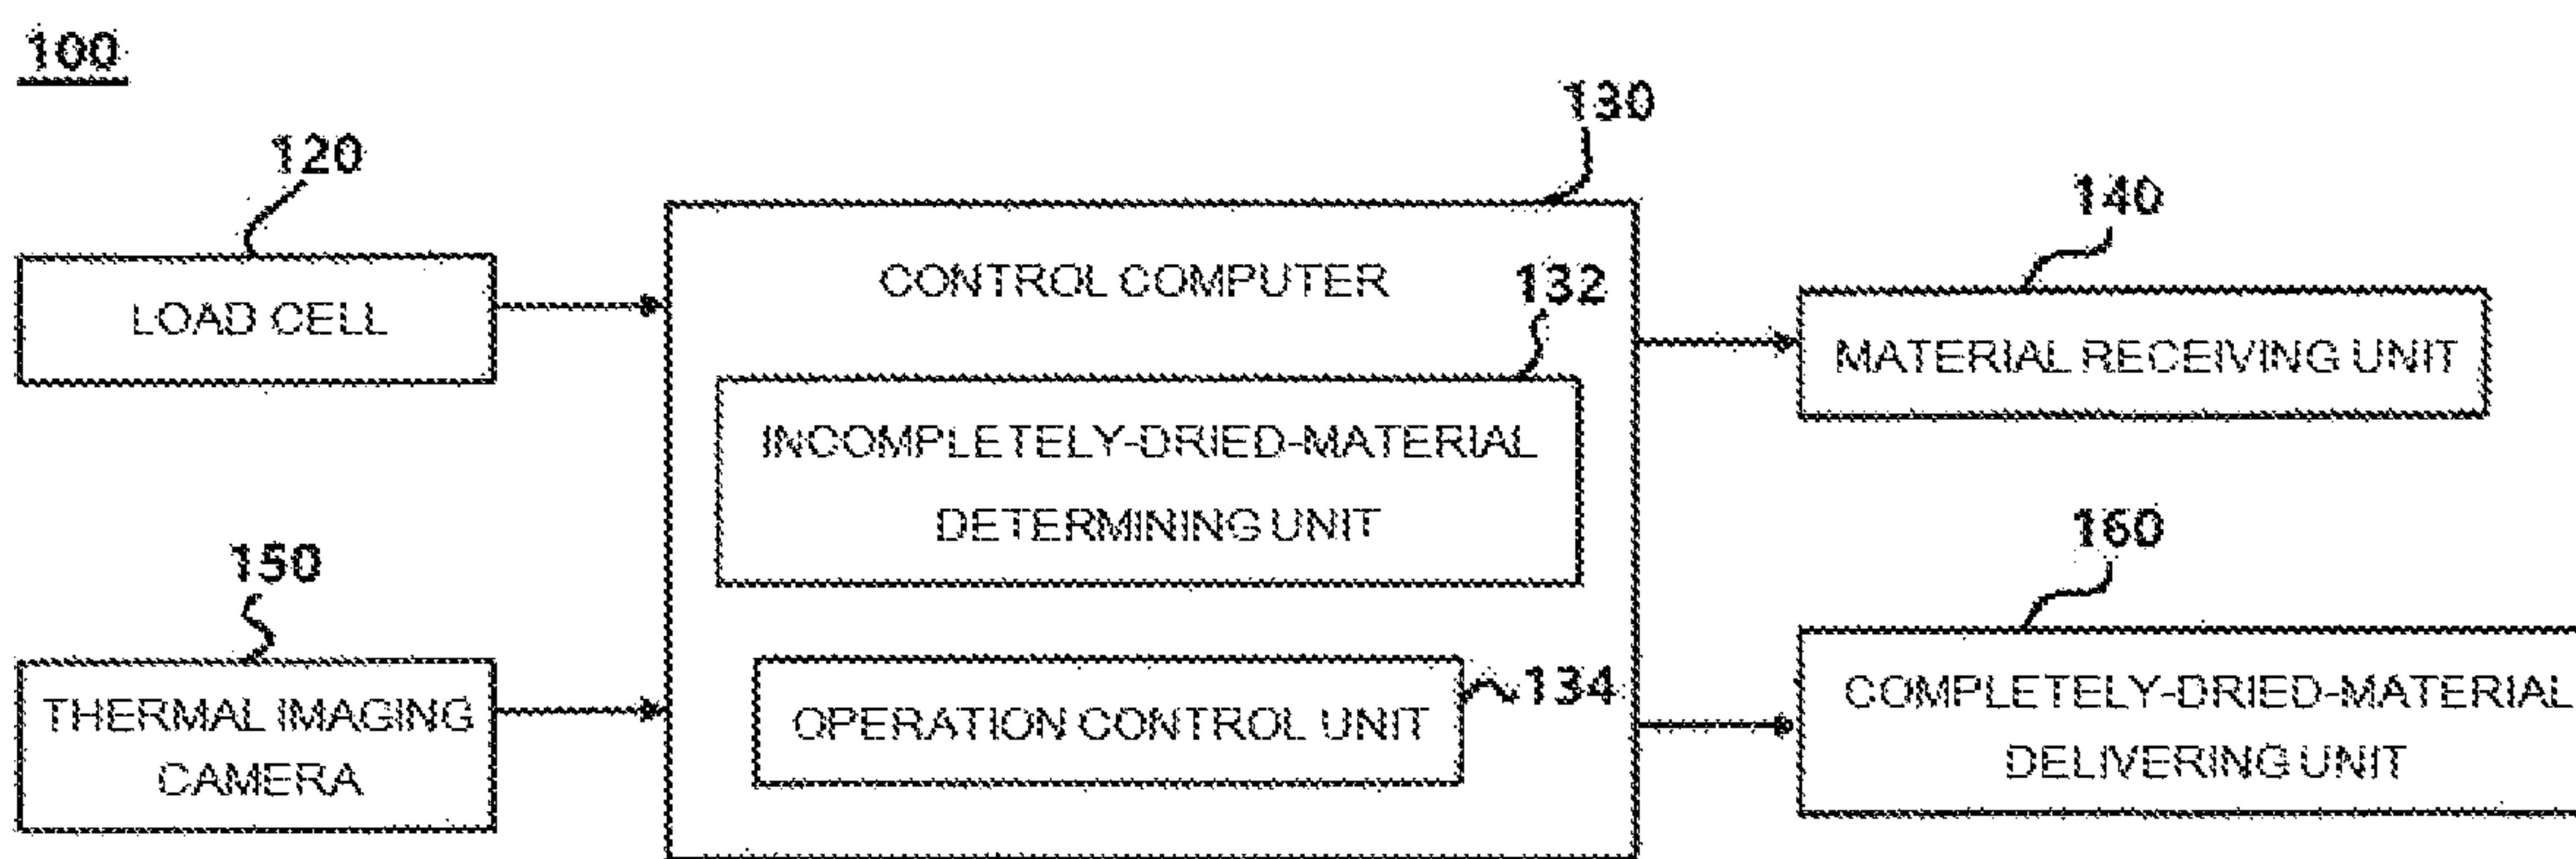 100
120
LOAD CELL
150
THERMAL IMAGING
CAMERA
130
CONTROL COMPUTER
132
INCOMPLETELY-DRIED-MATERIAL
DETERMINING UNIT
OPERATION CONTROL UNIT
134
140
MATERIAL RECEIVING UNIT
160
COMPLETELY-DRIED-MATERIAL
DELIVERING UNIT